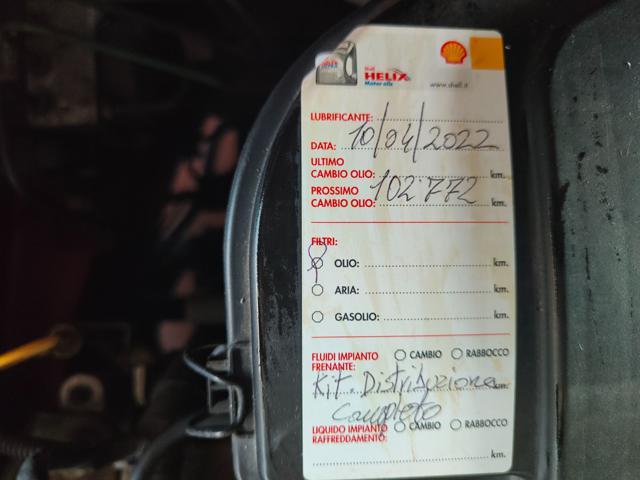 Shell
HELIX
Motor oils
www.shell.it
LUBRIFICANTE:
DATA: 10/04/2022
ULTIMO
CAMBIO OLIO: km.
PROSSIMO 102772
CAMBIO OLIO: km.
FILTRI:
OLIO: km.
ARIA: km.
GASOLIO: km.
FLUIDI IMPIANTO CAMBIO RABBOCCO
FRENANTE: km.
Kit. Distribuzione
Completo
LIQUIDO IMPIANTO CAMBIO RABBOCCO
RAFFREDDAMENTO:
km.